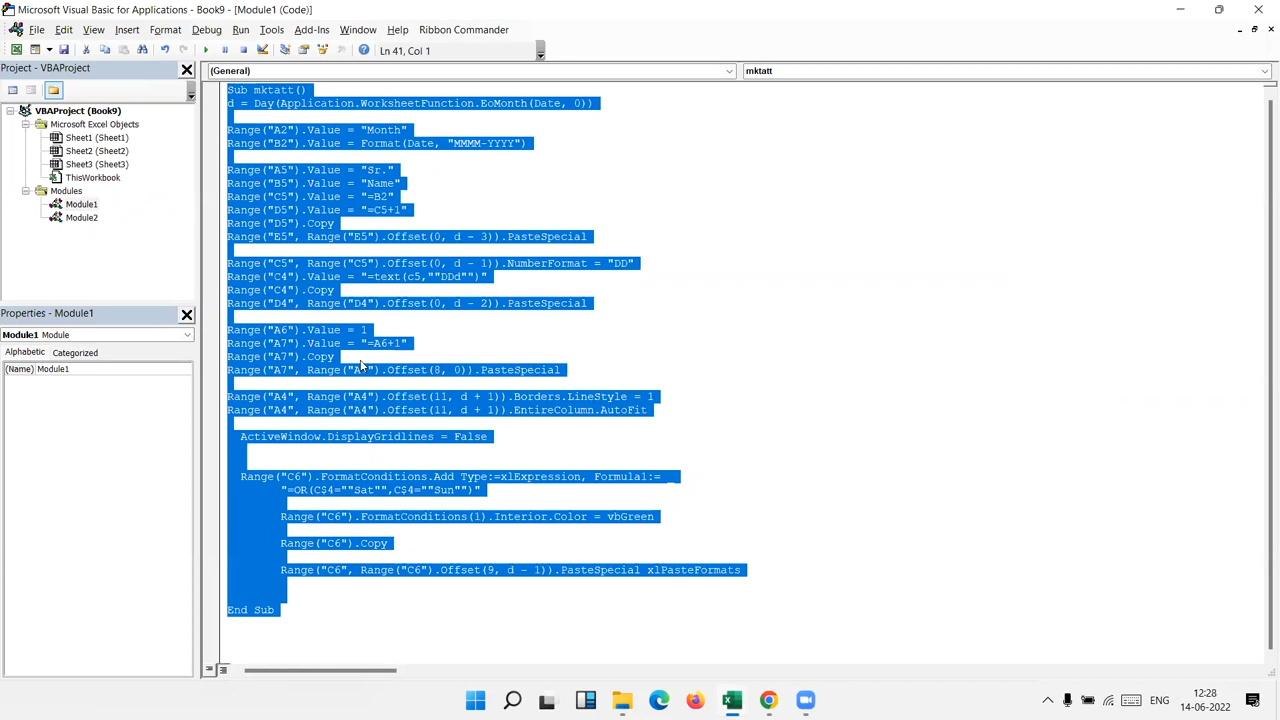 Microsoft Visual Basic for Applications - Book9 - [Module1 (Code)]
File Edit View Insert Format Debug Run Tools Add-Ins Window Help Ribbon Commander
Ln 41, Col 1
Project - VBAProject
(General)
mktatt
VBAProject (Book9)
Microsoft Excel Objects
Sheet1 (Sheet1)
Sheet2 (Sheet2)
Sheet3 (Sheet3)
ThisWorkbook
Modules
Module1
Module2
Properties - Module1
Module1 Module
Alphabetic Categorized
(Name) Module1
Sub mktatt()
d = Day(Application.WorksheetFunction.EoMonth(Date, 0))
Range("A2").Value = "Month"
Range("B2").Value = Format(Date, "MMMM-YYYY")
Range("A5").Value = "Sr."
Range("B5").Value = "Name"
Range("C5").Value = "=B2"
Range("D5").Value = "=C5+1"
Range("D5").Copy
Range("E5", Range("E5").Offset(0, d - 3)).PasteSpecial
Range("C5", Range("C5").Offset(0, d - 1)).NumberFormat = "DD"
Range("C4").Value = "=text(c5,""DDd"")"
Range("C4").Copy
Range("D4", Range("D4").Offset(0, d - 2)).PasteSpecial
Range("A6").Value = 1
Range("A7").Value = "=A6+1"
Range("A7").Copy
Range("A7", Range("A7").Offset(8, 0)).PasteSpecial
Range("A4", Range("A4").Offset(11, d + 1)).Borders.LineStyle = 1
Range("A4", Range("A4").Offset(11, d + 1)).EntireColumn.AutoFit
ActiveWindow.DisplayGridlines = False
Range("C6").FormatConditions.Add Type:=xlExpression, Formula1:= _
"=OR(C$4=""Sat"",C$4=""Sun"")"
Range("C6").FormatConditions(1).Interior.Color = vbGreen
Range("C6").Copy
Range("C6", Range("C6").Offset(9, d - 1)).PasteSpecial xlPasteFormats
End Sub
ENG
12:28
14-06-2022